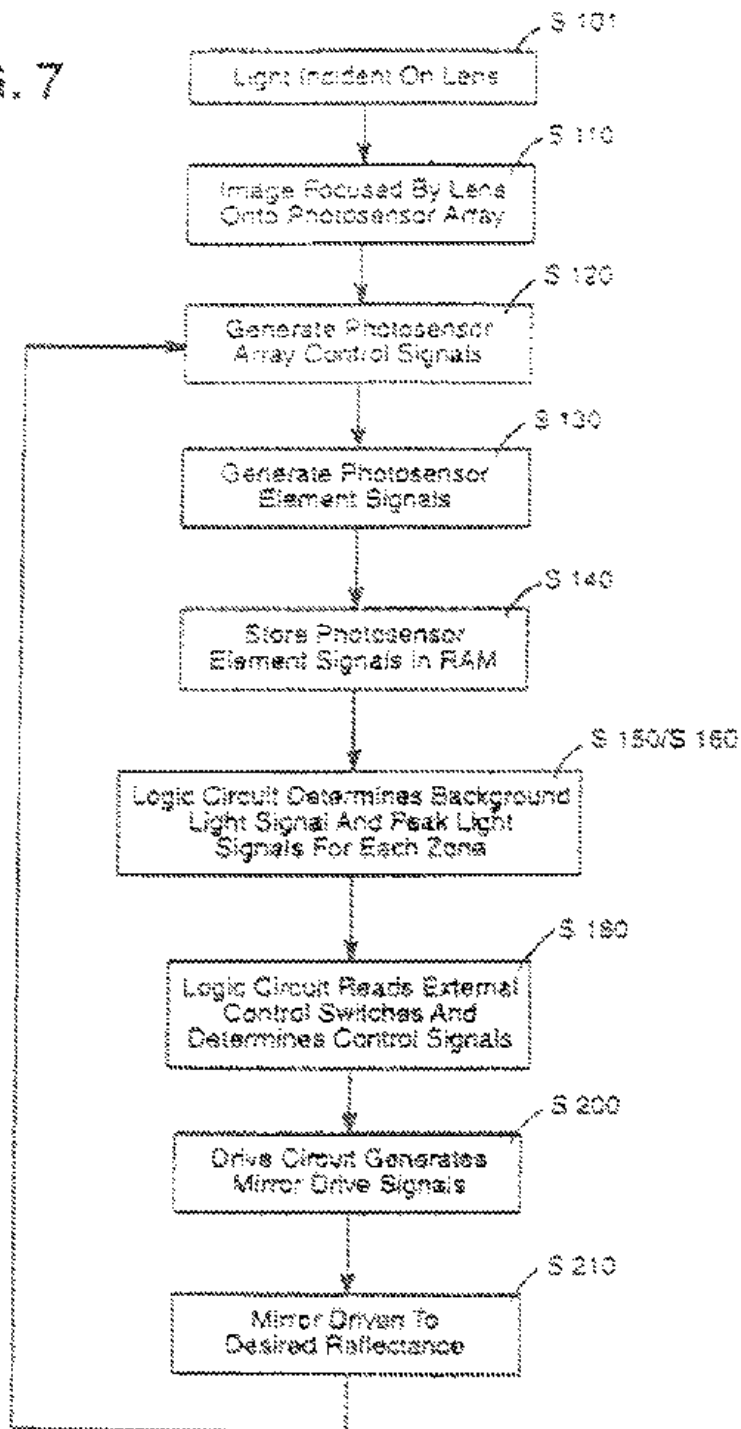 G. 7
S 101
Light Incident On Lens
S 110
Image Focused By Lens
Onto Photosensor Array
S 120
Generate Photosensor
Array Control Signals
S 130
Generate Photosensor
Element Signals
S 140
Store Photosensor
Element Signals In RAM
S 150/S 160
Logic Circuit Determines Background
Light Signal And Peak Light
Signals For Each Zone
S 180
Logic Circuit Reads External
Control Switches And
Determines Control Signals
S 200
Drive Circuit Generates
Mirror Drive Signals
S 210
Mirror Driven To
Desired Reflectance